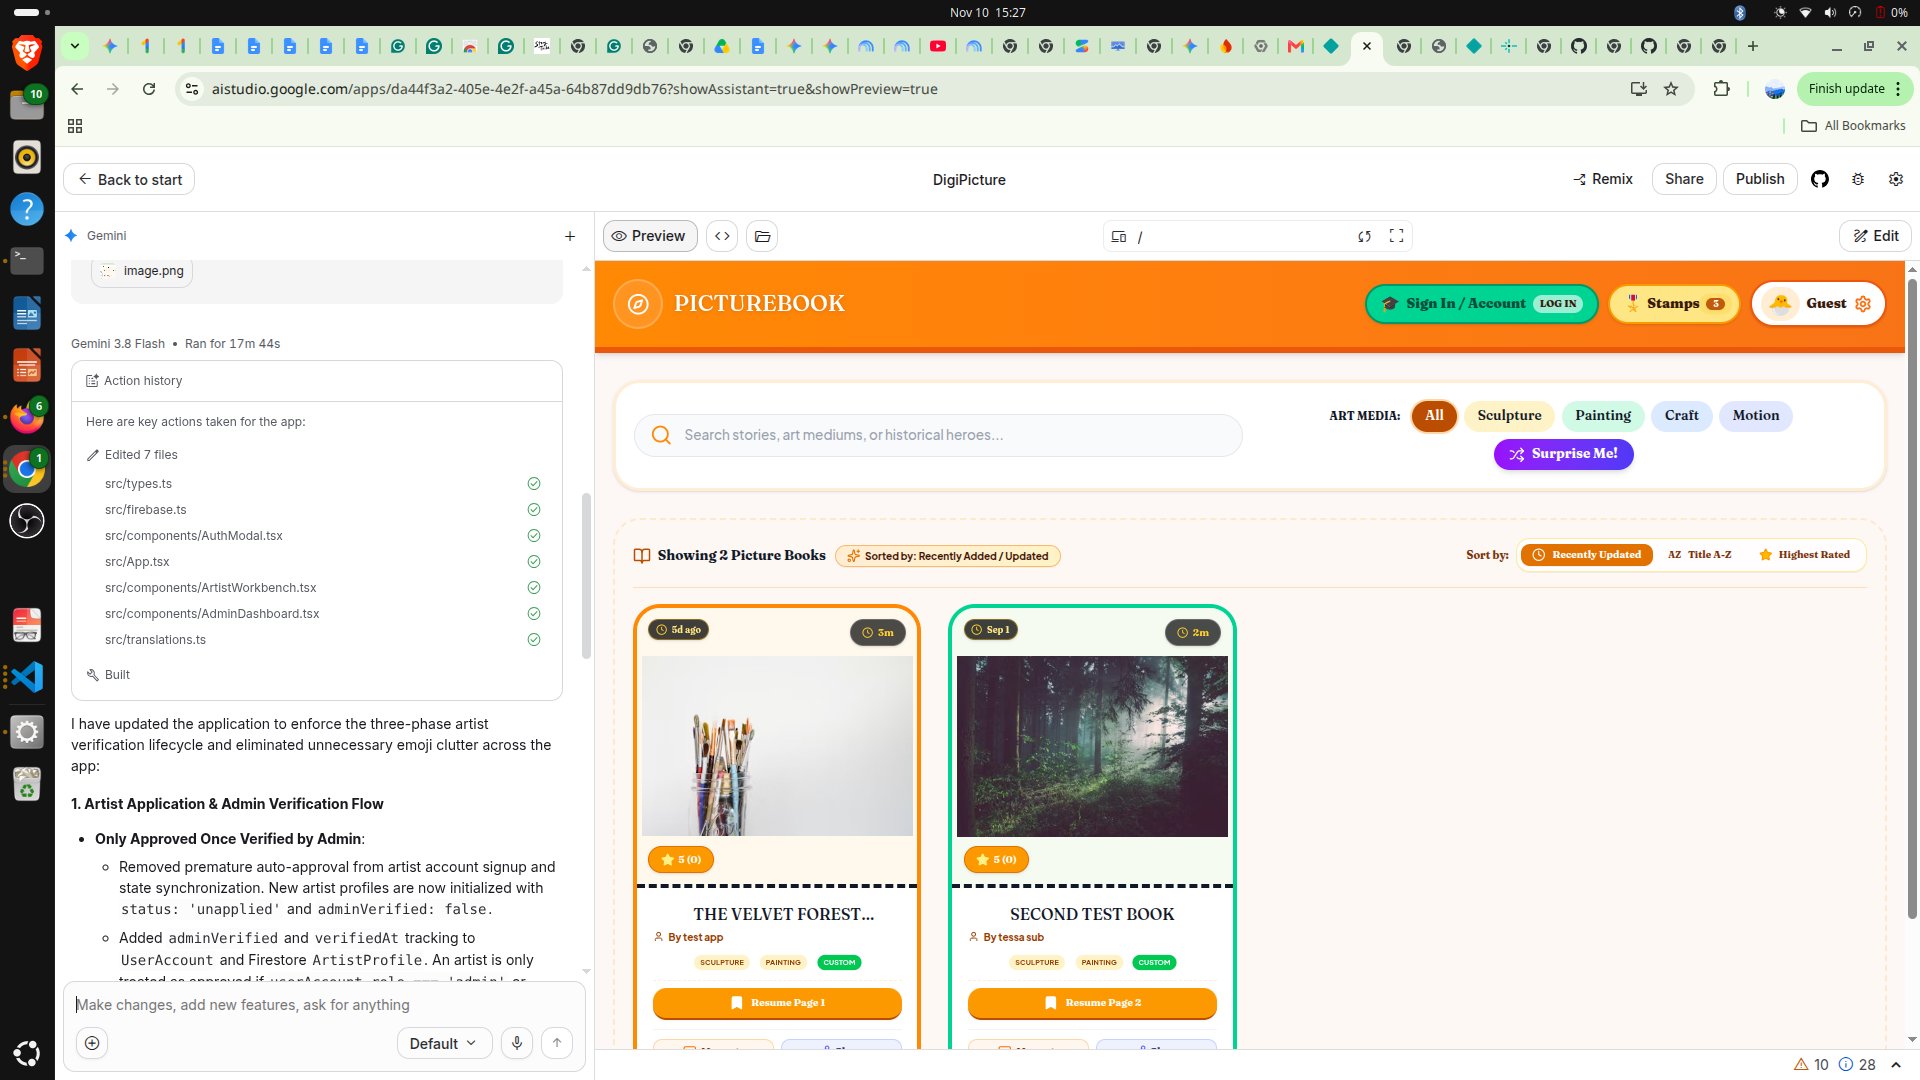 Nov 10 15:27
0%
10
6
1
aistudio.google.com/apps/da44f3a2-405e-4e2f-a45a-64b87dd9db76?showAssistant=true&showPreview=true
Finish update
All Bookmarks
Back to start
DigiPicture
Remix
Share
Publish
Gemini
Preview
/
Edit
image.png
Gemini 3.8 Flash • Ran for 17m 44s
Action history
Here are key actions taken for the app:
Edited 7 files
src/types.ts
src/firebase.ts
src/components/AuthModal.tsx
src/App.tsx
src/components/ArtistWorkbench.tsx
src/components/AdminDashboard.tsx
src/translations.ts
Built
I have updated the application to enforce the three-phase artist
verification lifecycle and eliminated unnecessary emoji clutter across the
app:
1. Artist Application & Admin Verification Flow
• Only Approved Once Verified by Admin:
Removed premature auto-approval from artist account signup and
state synchronization. New artist profiles are now initialized with
status: 'unapplied' and adminVerified: false.
Added adminVerified and verifiedAt tracking to
UserAccount and Firestore ArtistProfile. An artist is only
treated as approved if userAccount.role === 'admin' or
Make changes, add new features, ask for anything
Default
PICTUREBOOK
Sign In / Account LOG IN
Stamps 5
Guest
Search stories, art mediums, or historical heroes...
ART MEDIA: All Sculpture Painting Craft Motion
Surprise Me!
Showing 2 Picture Books
Sorted by: Recently Added / Updated
Sort by: Recently Updated AZ Title A-Z Highest Rated
5d ago
3m
5 (0)
THE VELVET FOREST...
By test app
SCULPTURE PAINTING CUSTOM
Resume Page 1
Sep 1
2m
5 (0)
SECOND TEST BOOK
By tessa sub
SCULPTURE PAINTING CUSTOM
Resume Page 2
10 28